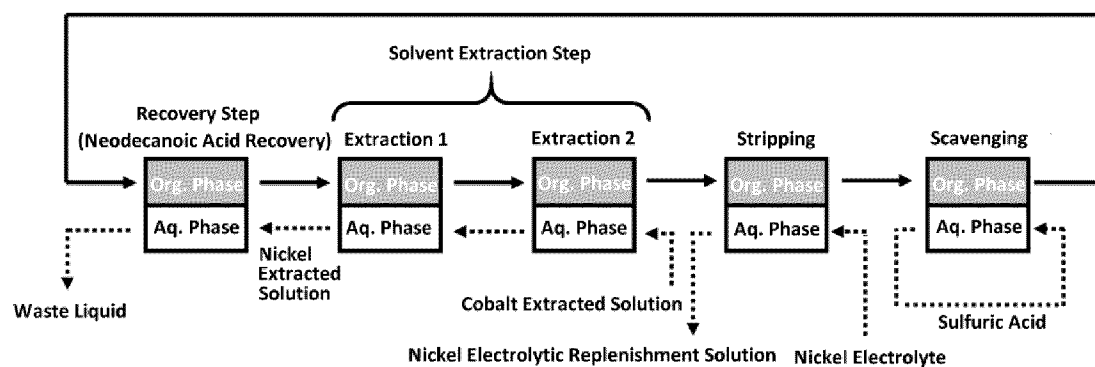 Solvent Extraction Step
Recovery Step
(Neodecanoic Acid Recovery)
Extraction 1
Extraction 2
Stripping
Scavenging
Org. Phase
Org. Phase
Org. Phase
Org. Phase
Org. Phase
Aq. Phase
Aq. Phase
Aq. Phase
Aq. Phase
Aq. Phase
Nickel
Extracted
Solution
Waste Liquid
Cobalt Extracted Solution
Sulfuric Acid
Nickel Electrolytic Replenishment Solution
Nickel Electrolyte